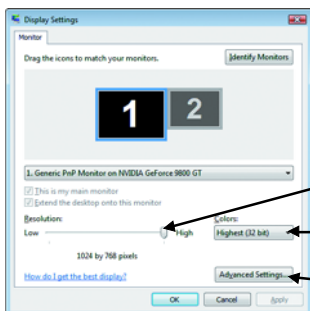 Display Settings
Monitor
Drag the icons to match your monitors.
Identify Monitors
1
2
1. Generic PnP Monitor on NVIDIA GeForce 9800 GT
This is my main monitor
Extend the desktop onto this monitor
Resolution:
Colors:
Low
High
Highest (32 bit)
1024 by 768 pixels
How do I get the best display?
Advanced Settings...
OK
Cancel
Apply